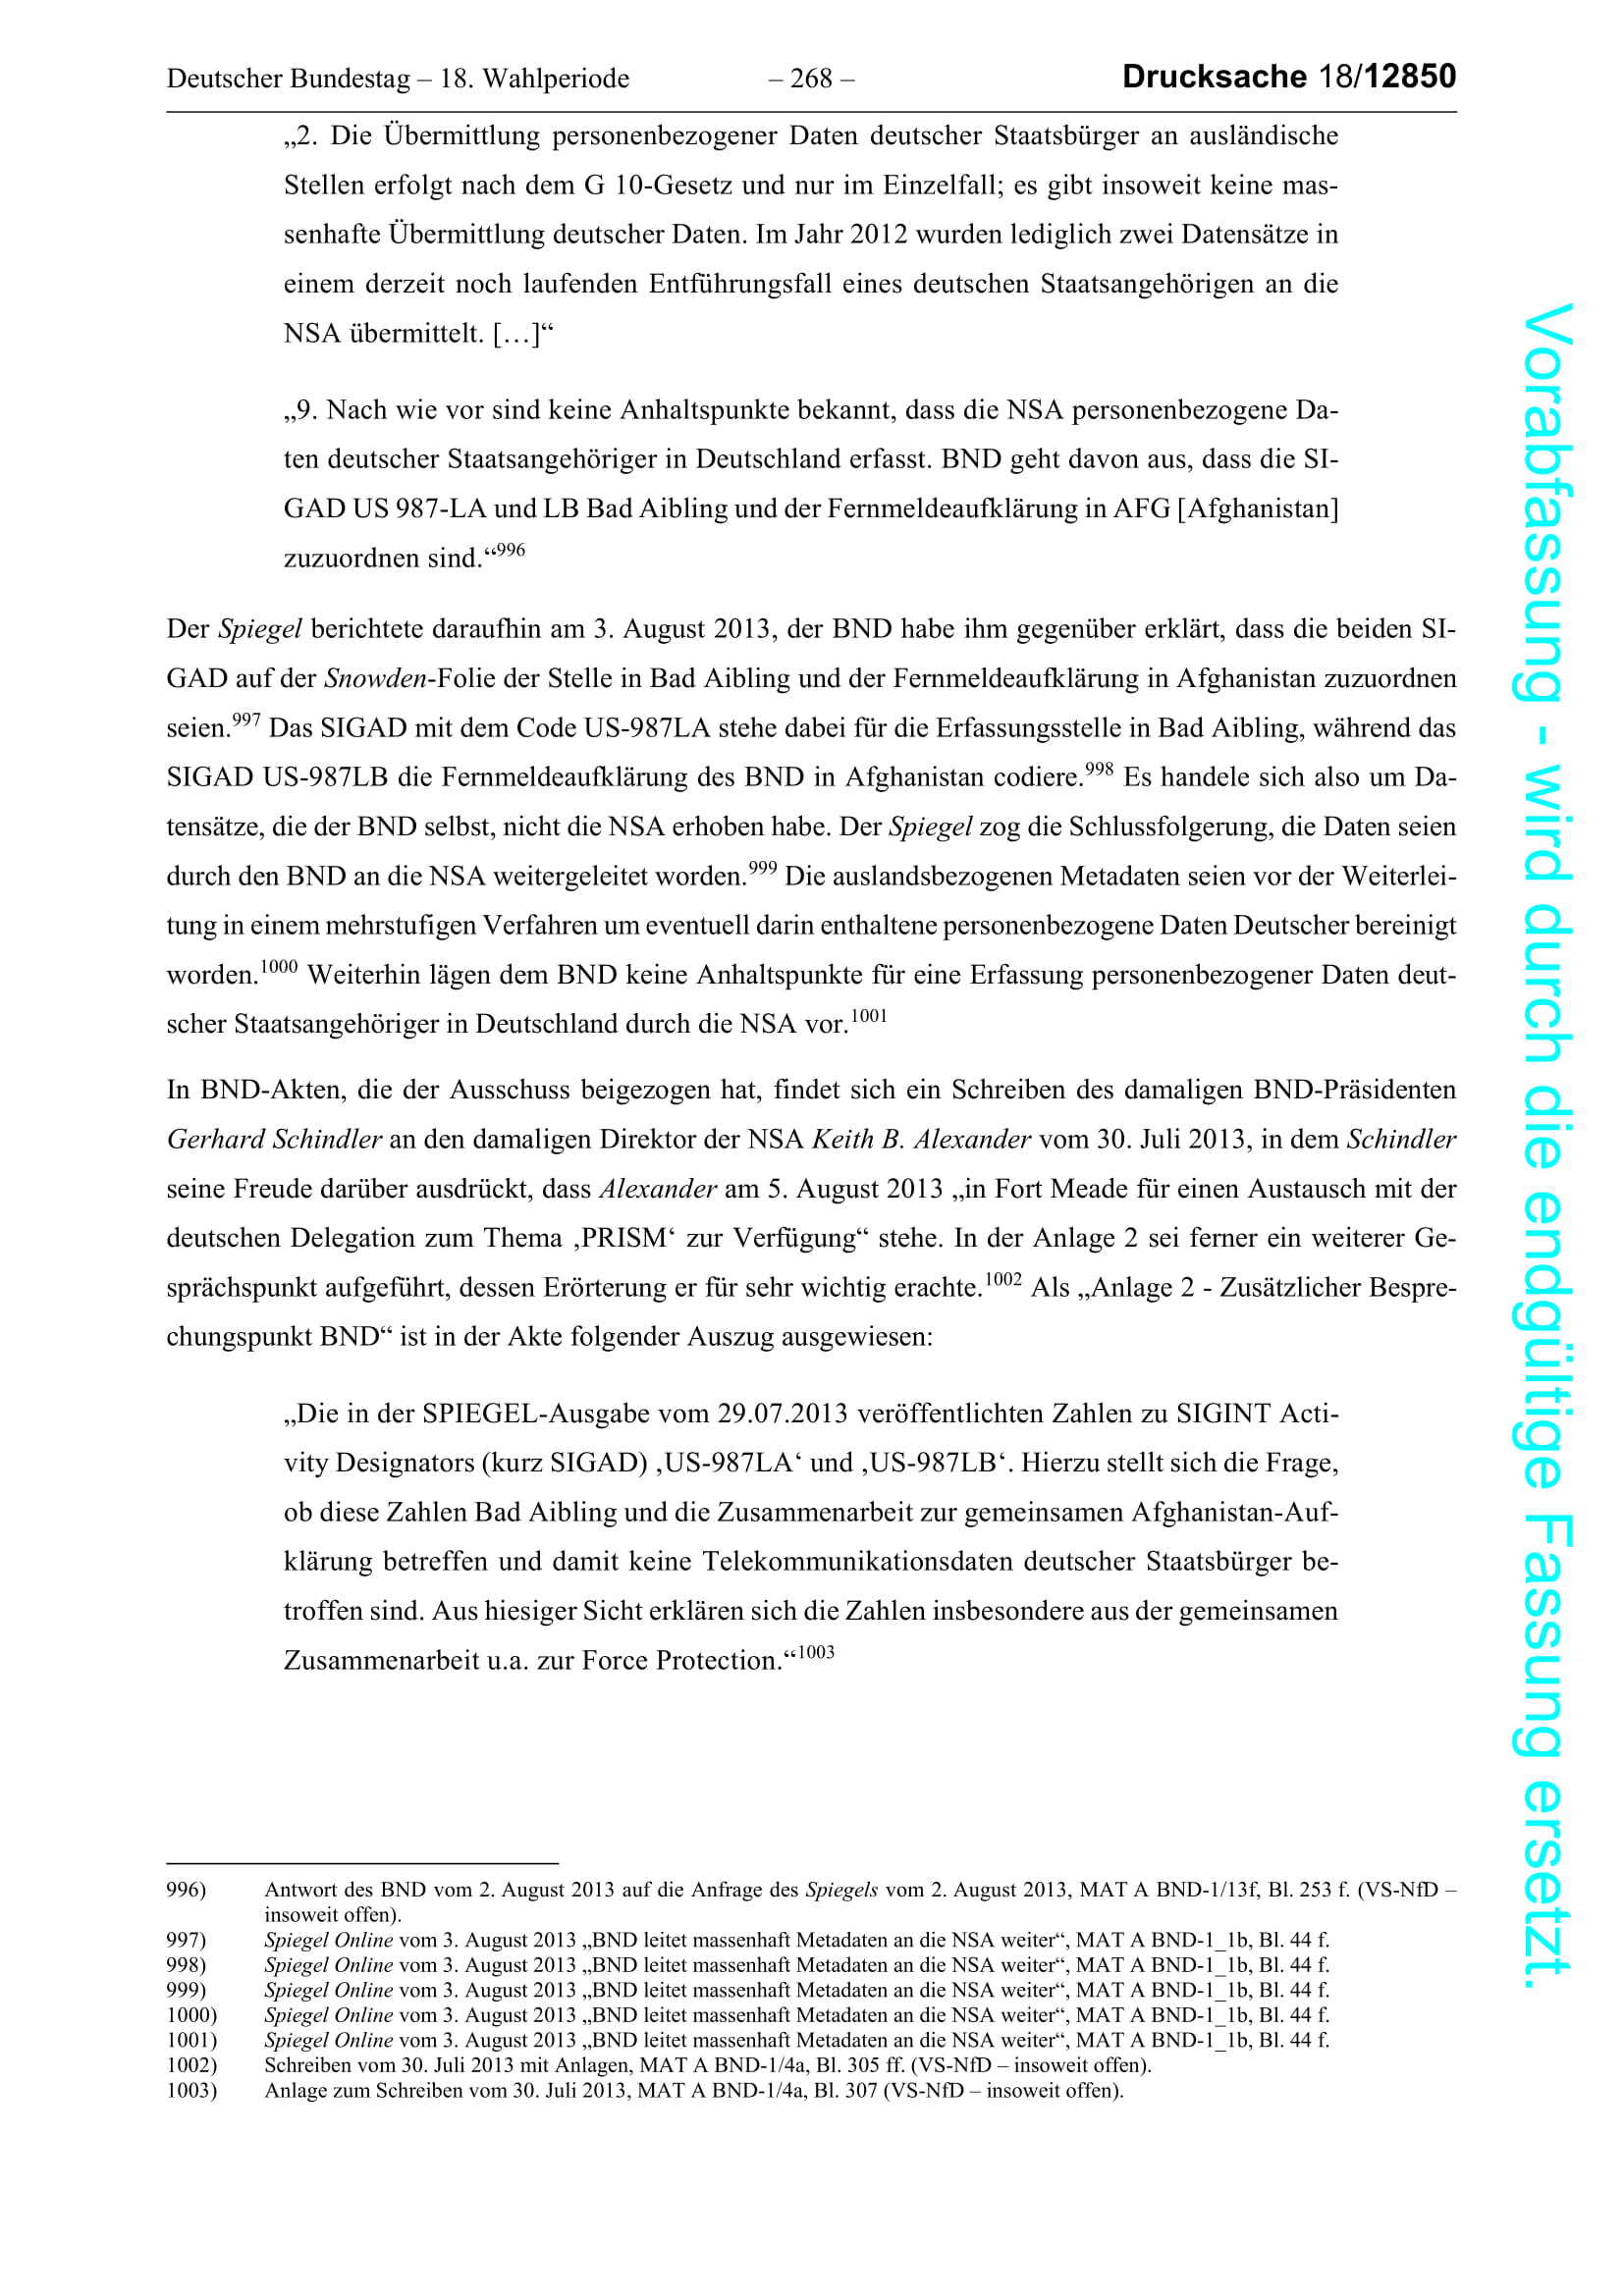 Deutscher Bundestag – 18. Wahlperiode – 268 – Drucksache 18/12850
„2. Die Übermittlung personenbezogener Daten deutscher Staatsbürger an ausländische
Stellen erfolgt nach dem G 10-Gesetz und nur im Einzelfall; es gibt insoweit keine mas-
senhafte Übermittlung deutscher Daten. Im Jahr 2012 wurden lediglich zwei Datensätze in
einem derzeit noch laufenden Entführungsfall eines deutschen Staatsangehörigen an die
NSA übermittelt. […]“
„9. Nach wie vor sind keine Anhaltspunkte bekannt, dass die NSA personenbezogene Da-
ten deutscher Staatsangehöriger in Deutschland erfasst. BND geht davon aus, dass die SI-
GAD US 987-LA und LB Bad Aibling und der Fernmeldeaufklärung in AFG [Afghanistan]
zuzuordnen sind.“996
Der Spiegel berichtete daraufhin am 3. August 2013, der BND habe ihm gegenüber erklärt, dass die beiden SI-
GAD auf der Snowden-Folie der Stelle in Bad Aibling und der Fernmeldeaufklärung in Afghanistan zuzuordnen
seien.997 Das SIGAD mit dem Code US-987LA stehe dabei für die Erfassungsstelle in Bad Aibling, während das
SIGAD US-987LB die Fernmeldeaufklärung des BND in Afghanistan codiere.998 Es handele sich also um Da-
tensätze, die der BND selbst, nicht die NSA erhoben habe. Der Spiegel zog die Schlussfolgerung, die Daten seien
durch den BND an die NSA weitergeleitet worden.999 Die auslandsbezogenen Metadaten seien vor der Weiterlei-
tung in einem mehrstufigen Verfahren um eventuell darin enthaltene personenbezogene Daten Deutscher bereinigt
worden.1000 Weiterhin lägen dem BND keine Anhaltspunkte für eine Erfassung personenbezogener Daten deut-
scher Staatsangehöriger in Deutschland durch die NSA vor.1001
In BND-Akten, die der Ausschuss beigezogen hat, findet sich ein Schreiben des damaligen BND-Präsidenten
Gerhard Schindler an den damaligen Direktor der NSA Keith B. Alexander vom 30. Juli 2013, in dem Schindler
seine Freude darüber ausdrückt, dass Alexander am 5. August 2013 „in Fort Meade für einen Austausch mit der
deutschen Delegation zum Thema ‚PRISM‘ zur Verfügung“ stehe. In der Anlage 2 sei ferner ein weiterer Ge-
sprächspunkt aufgeführt, dessen Erörterung er für sehr wichtig erachte.1002 Als „Anlage 2 - Zusätzlicher Bespre-
chungspunkt BND“ ist in der Akte folgender Auszug ausgewiesen:
„Die in der SPIEGEL-Ausgabe vom 29.07.2013 veröffentlichten Zahlen zu SIGINT Acti-
vity Designators (kurz SIGAD) ‚US-987LA‘ und ‚US-987LB‘. Hierzu stellt sich die Frage,
ob diese Zahlen Bad Aibling und die Zusammenarbeit zur gemeinsamen Afghanistan-Auf-
klärung betreffen und damit keine Telekommunikationsdaten deutscher Staatsbürger be-
troffen sind. Aus hiesiger Sicht erklären sich die Zahlen insbesondere aus der gemeinsamen
Zusammenarbeit u.a. zur Force Protection.“1003
996) Antwort des BND vom 2. August 2013 auf die Anfrage des Spiegels vom 2. August 2013, MAT A BND-1/13f, Bl. 253 f. (VS-NfD –
insoweit offen).
997) Spiegel Online vom 3. August 2013 „BND leitet massenhaft Metadaten an die NSA weiter“, MAT A BND-1_1b, Bl. 44 f.
998) Spiegel Online vom 3. August 2013 „BND leitet massenhaft Metadaten an die NSA weiter“, MAT A BND-1_1b, Bl. 44 f.
999) Spiegel Online vom 3. August 2013 „BND leitet massenhaft Metadaten an die NSA weiter“, MAT A BND-1_1b, Bl. 44 f.
1000) Spiegel Online vom 3. August 2013 „BND leitet massenhaft Metadaten an die NSA weiter“, MAT A BND-1_1b, Bl. 44 f.
1001) Spiegel Online vom 3. August 2013 „BND leitet massenhaft Metadaten an die NSA weiter“, MAT A BND-1_1b, Bl. 44 f.
1002) Schreiben vom 30. Juli 2013 mit Anlagen, MAT A BND-1/4a, Bl. 305 ff. (VS-NfD – insoweit offen).
1003) Anlage zum Schreiben vom 30. Juli 2013, MAT A BND-1/4a, Bl. 307 (VS-NfD – insoweit offen).
Vorabfassung - wird durch die endgültige Fassung ersetzt.